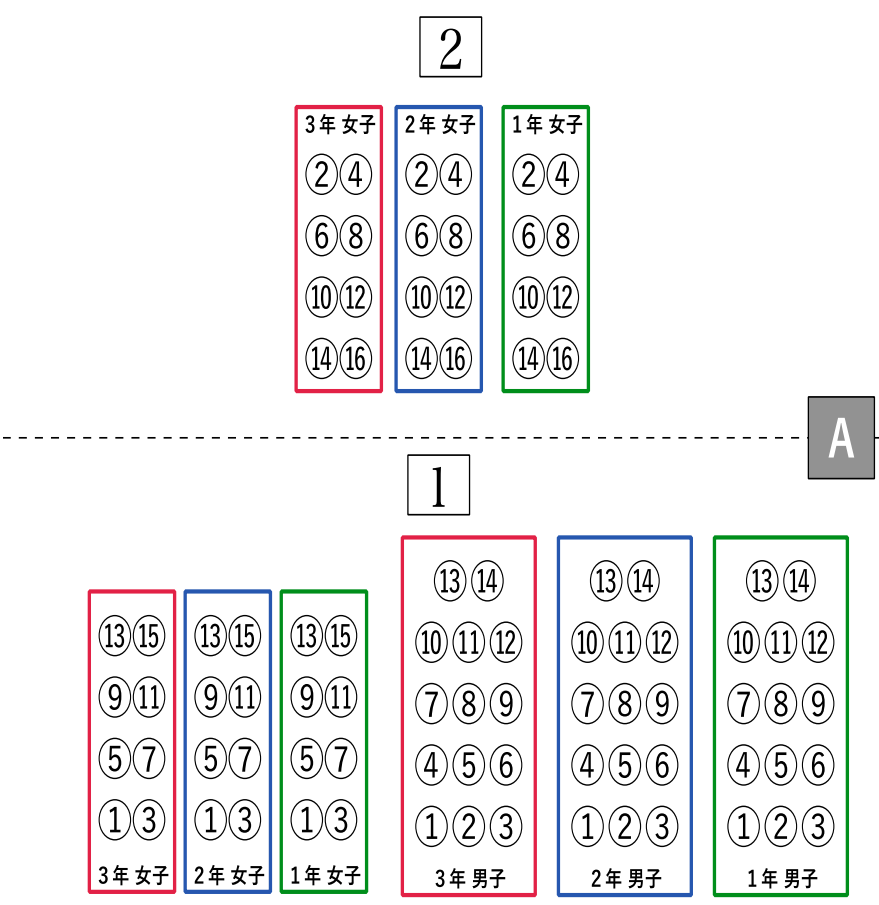 2
3年 女子 2年 女子 1年 女子
②④ ②④ ②④
⑥⑧ ⑥⑧ ⑥⑧
⑩⑫ ⑩⑫ ⑩⑫
⑭⑯ ⑭⑯ ⑭⑯
A
1
⑬⑭ ⑬⑭ ⑬⑭
⑬⑮ ⑬⑮ ⑬⑮ ⑩⑪⑫ ⑩⑪⑫ ⑩⑪⑫
⑨⑪ ⑨⑪ ⑨⑪ ⑦⑧⑨ ⑦⑧⑨ ⑦⑧⑨
⑤⑦ ⑤⑦ ⑤⑦ ④⑤⑥ ④⑤⑥ ④⑤⑥
①③ ①③ ①③ ①②③ ①②③ ①②③
3年 女子 2年 女子 1年 女子 3年 男子 2年 男子 1年 男子